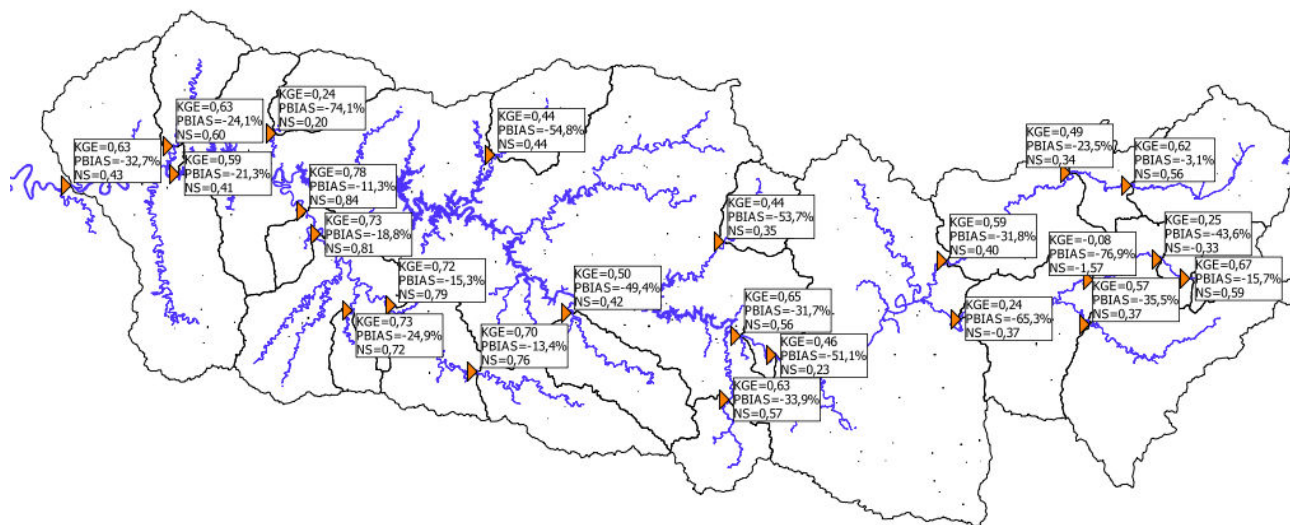 KGE=0,24
PBIAS=-74,1%
NS=0,20
KGE=0,63
PBIAS=-24,1%
NS=0,60
KGE=0,44
PBIAS=-54,8%
NS=0,44
KGE=0,49
PBIAS=-23,5%
NS=0,34
KGE=0,62
PBIAS=-3,1%
NS=0,56
KGE=0,63
PBIAS=-32,7%
NS=0,43
KGE=0,59
PBIAS=-21,3%
NS=0,41
KGE=0,78
PBIAS=-11,3%
NS=0,84
KGE=0,44
PBIAS=-53,7%
NS=0,35
KGE=0,59
PBIAS=-31,8%
NS=0,40
KGE=0,25
PBIAS=-43,6%
NS=-0,33
KGE=0,73
PBIAS=-18,8%
NS=0,81
KGE=-0,08
PBIAS=-76,9%
NS=-1,57
KGE=0,72
PBIAS=-15,3%
NS=0,79
KGE=0,50
PBIAS=-49,4%
NS=0,42
KGE=0,67
PBIAS=-15,7%
NS=0,59
KGE=0,57
PBIAS=-35,5%
NS=0,37
KGE=0,65
PBIAS=-31,7%
NS=0,56
KGE=0,24
PBIAS=-65,3%
NS=-0,37
KGE=0,73
PBIAS=-24,9%
NS=0,72
KGE=0,70
PBIAS=-13,4%
NS=0,76
KGE=0,46
PBIAS=-51,1%
NS=0,23
KGE=0,63
PBIAS=-33,9%
NS=0,57